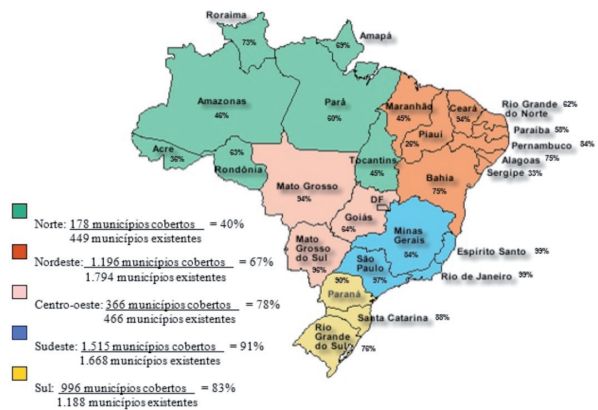 Roraima
73%
Amapá
69%
Amazonas
46%
Pará
60%
Maranhão
45%
Ceará
94%
Rio Grande do Norte 62%
Piauí
26%
Paraíba 58%
Pernambuco 84%
Alagoas 75%
Sergipe 33%
Acre
36%
63%
Rondônia
Tocantins
45%
Bahia
75%
Mato Grosso
94%
DF
Goiás
64%
Minas
Gerais
84%
Mato
Grosso
do Sul
96%
Espírito Santo 99%
São
Paulo
97%
Rio de Janeiro 99%
90%
Paraná
Santa Catarina 88%
Rio
Grande
do Sul
76%
Norte: 178 municípios cobertos = 40%
449 municípios existentes
Nordeste: 1.196 municípios cobertos = 67%
1.794 municípios existentes
Centro-oeste: 366 municípios cobertos = 78%
466 municípios existentes
Sudeste: 1.515 municípios cobertos = 91%
1.668 municípios existentes
Sul: 996 municípios cobertos = 83%
1.188 municípios existentes